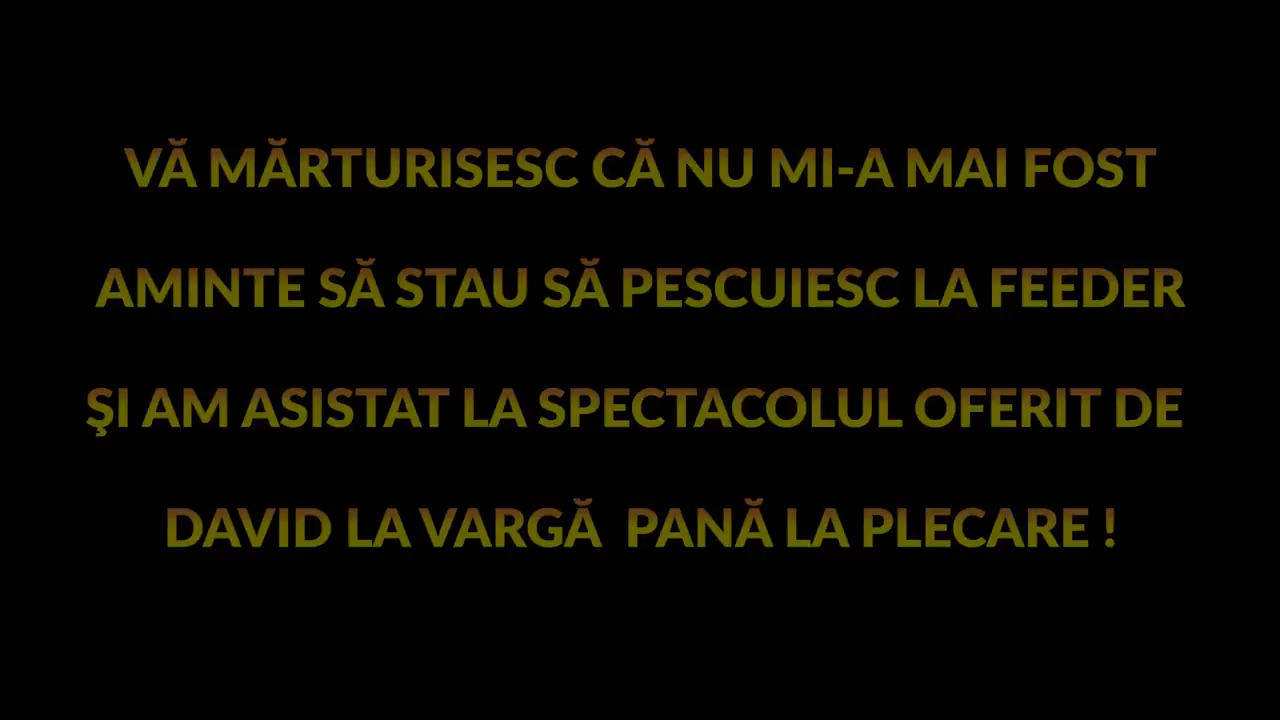 VĂ MĂRTURISESC CĂ NU MI-A MAI FOST
AMINTE SĂ STAU SĂ PESCUIESC LA FEEDER
ŞI AM ASISTAT LA SPECTACOLUL OFERIT DE
DAVID LA VARGĂ  PANĂ LA PLECARE !